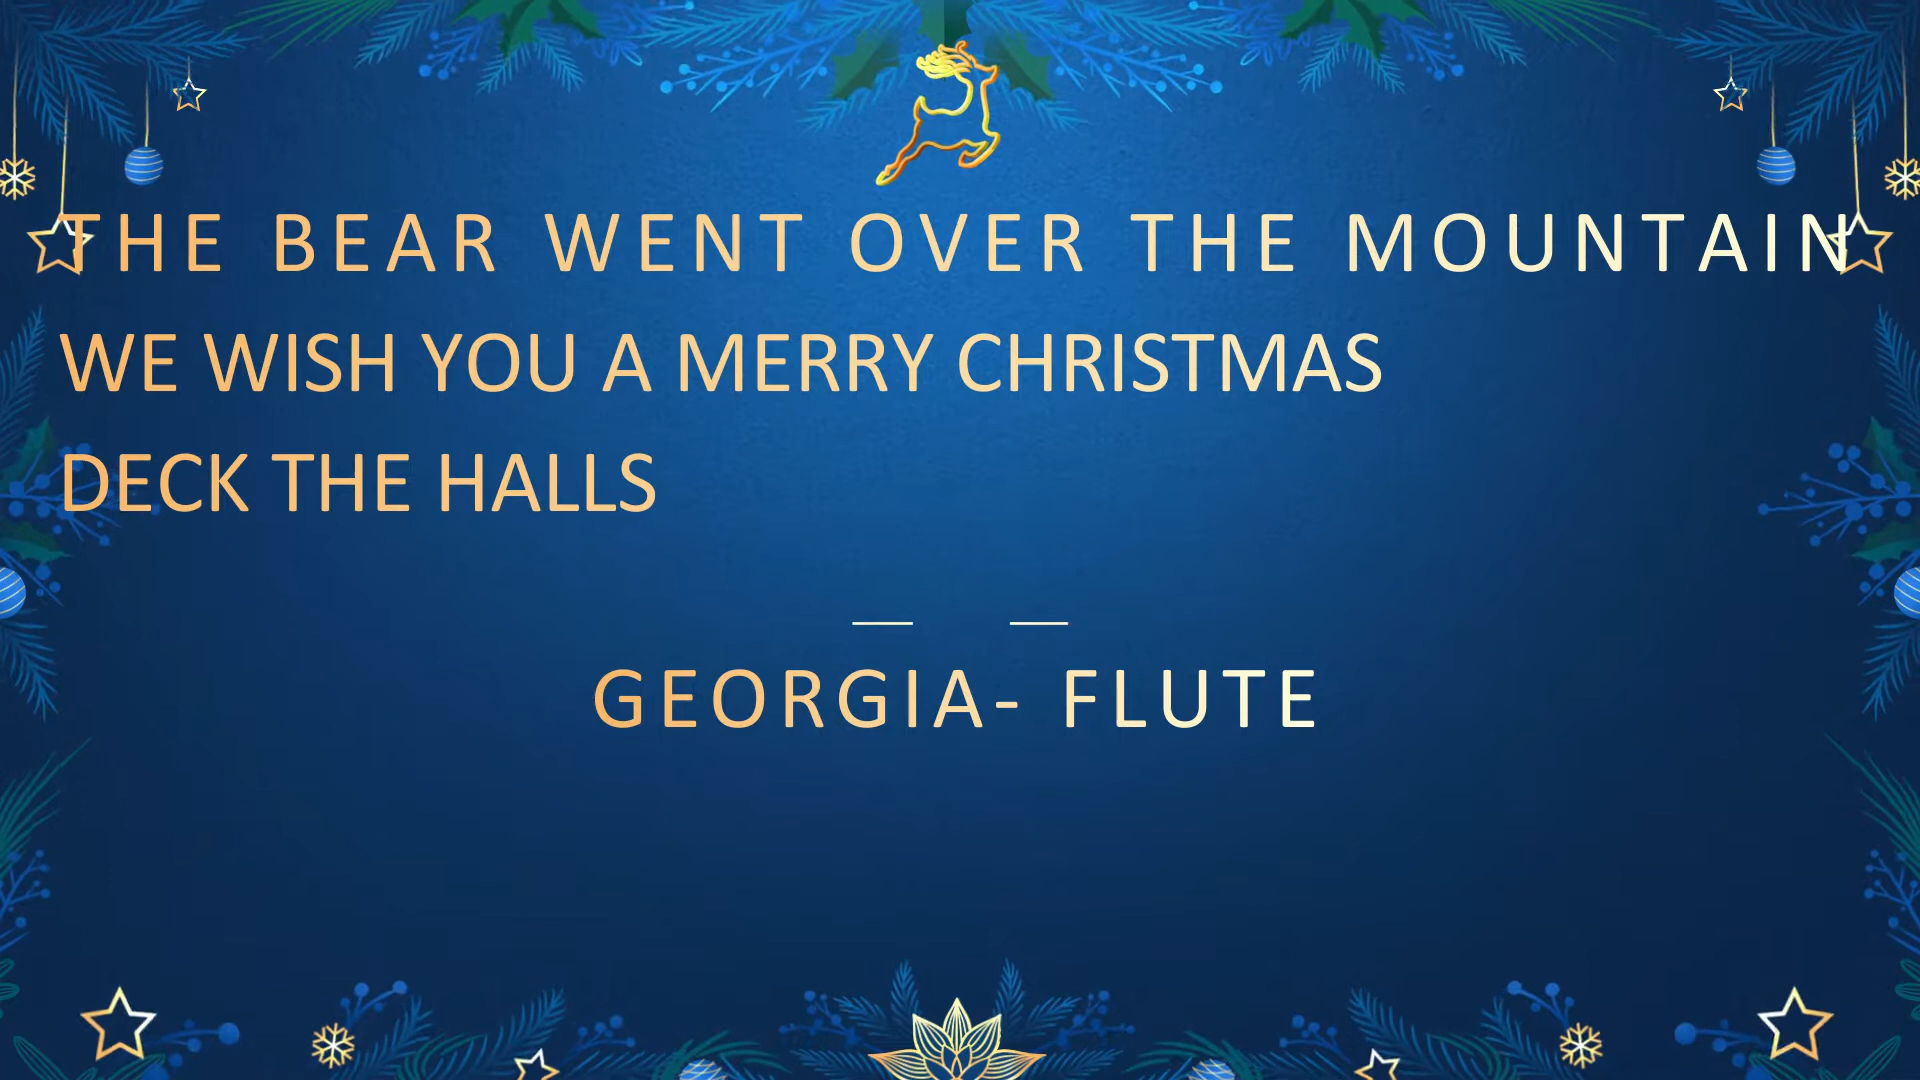 THE BEAR WENT OVER THE MOUNTAIN
WE WISH YOU A MERRY CHRISTMAS
DECK THE HALLS
GEORGIA- FLUTE